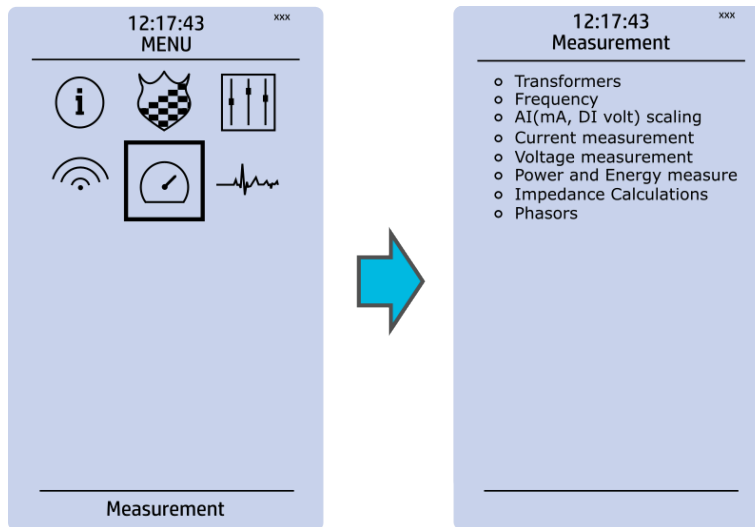 12:17:43 xxx
MENU
i
Measurement
12:17:43 xxx
Measurement
Transformers
Frequency
AI(mA, DI volt) scaling
Current measurement
Voltage measurement
Power and Energy measure
Impedance Calculations
Phasors